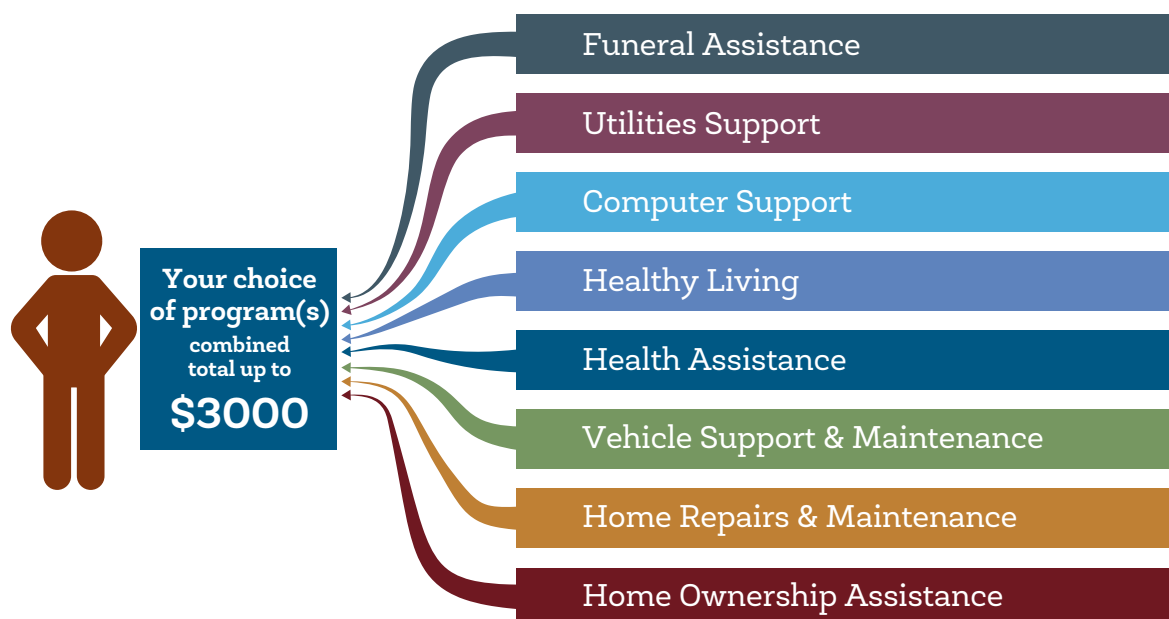 Funeral Assistance
Utilities Support
Computer Support
Healthy Living
Health Assistance
Vehicle Support & Maintenance
Home Repairs & Maintenance
Home Ownership Assistance
Your choice
of program(s)
combined
total up to
$3000